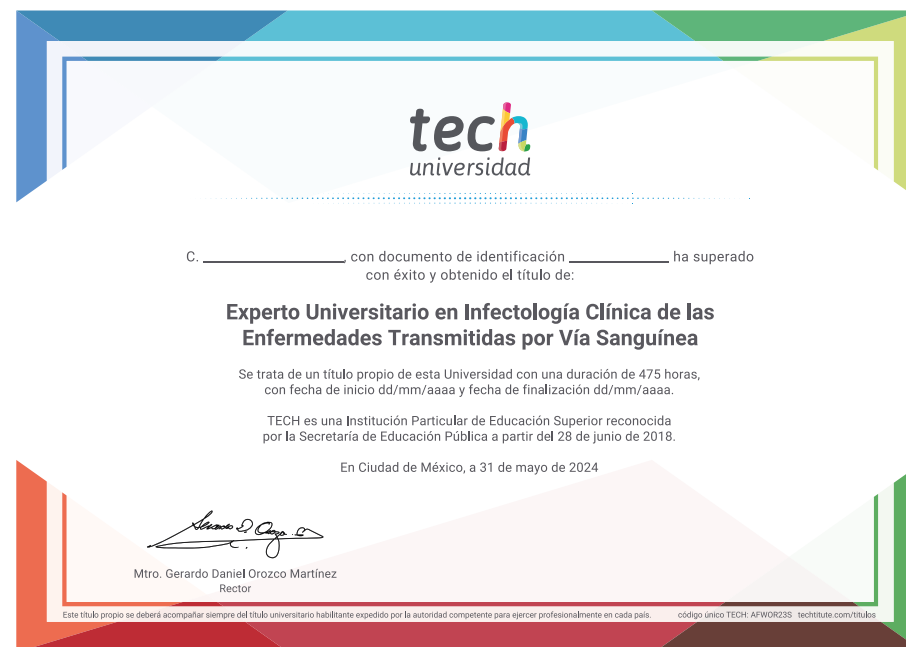 tech
universidad
C. ____________________, con documento de identificación ______________ ha superado
con éxito y obtenido el título de:
Experto Universitario en Infectología Clínica de las
Enfermedades Transmitidas por Vía Sanguínea
Se trata de un título propio de esta Universidad con una duración de 475 horas,
con fecha de inicio dd/mm/aaaa y fecha de finalización dd/mm/aaaa.
TECH es una Institución Particular de Educación Superior reconocida
por la Secretaría de Educación Pública a partir del 28 de junio de 2018.
En Ciudad de México, a 31 de mayo de 2024
Mtro. Gerardo Daniel Orozco Martínez
Rector
Este título propio se deberá acompañar siempre del título universitario habilitante expedido por la autoridad competente para ejercer profesionalmente en cada país. código único TECH: AFWOR23S techtitute.com/titulos